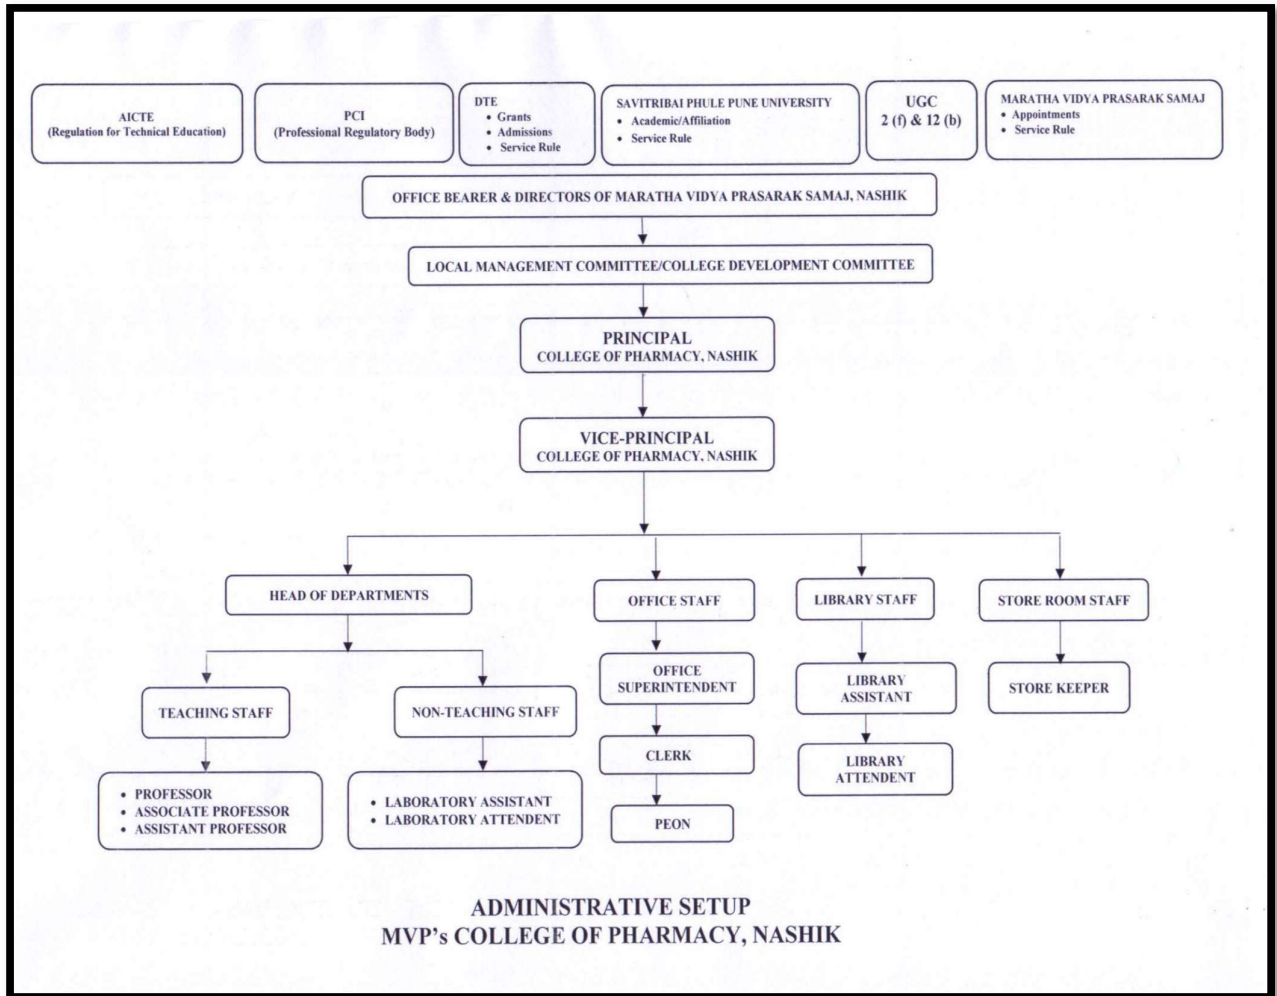 AICTE
(Regulation for Technical Education)
PCI
(Professional Regulatory Body)
DTE
• Grants
• Admissions
• Service Rule
SAVITRIBAI PHULE PUNE UNIVERSITY
• Academic/Affiliation
• Service Rule
UGC
2 (f) & 12 (b)
MARATHA VIDYA PRASARAK SAMAJ
• Appointments
• Service Rule
OFFICE BEARER & DIRECTORS OF MARATHA VIDYA PRASARAK SAMAJ, NASHIK
LOCAL MANAGEMENT COMMITTEE/COLLEGE DEVELOPMENT COMMITTEE
PRINCIPAL
COLLEGE OF PHARMACY, NASHIK
VICE-PRINCIPAL
COLLEGE OF PHARMACY, NASHIK
HEAD OF DEPARTMENTS
OFFICE STAFF
LIBRARY STAFF
STORE ROOM STAFF
TEACHING STAFF
NON-TEACHING STAFF
OFFICE
SUPERINTENDENT
LIBRARY
ASSISTANT
STORE KEEPER
• PROFESSOR
• ASSOCIATE PROFESSOR
• ASSISTANT PROFESSOR
• LABORATORY ASSISTANT
• LABORATORY ATTENDENT
CLERK
LIBRARY
ATTENDENT
PEON
ADMINISTRATIVE SETUP
MVP's COLLEGE OF PHARMACY, NASHIK